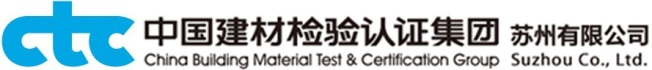 ctc 中国建材检验认证集团 苏州有限公司
China Building Material Test & Certification Group Suzhou Co., Ltd.